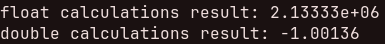 float calculations result: 2.13333e+06
double calculations result: -1.00136